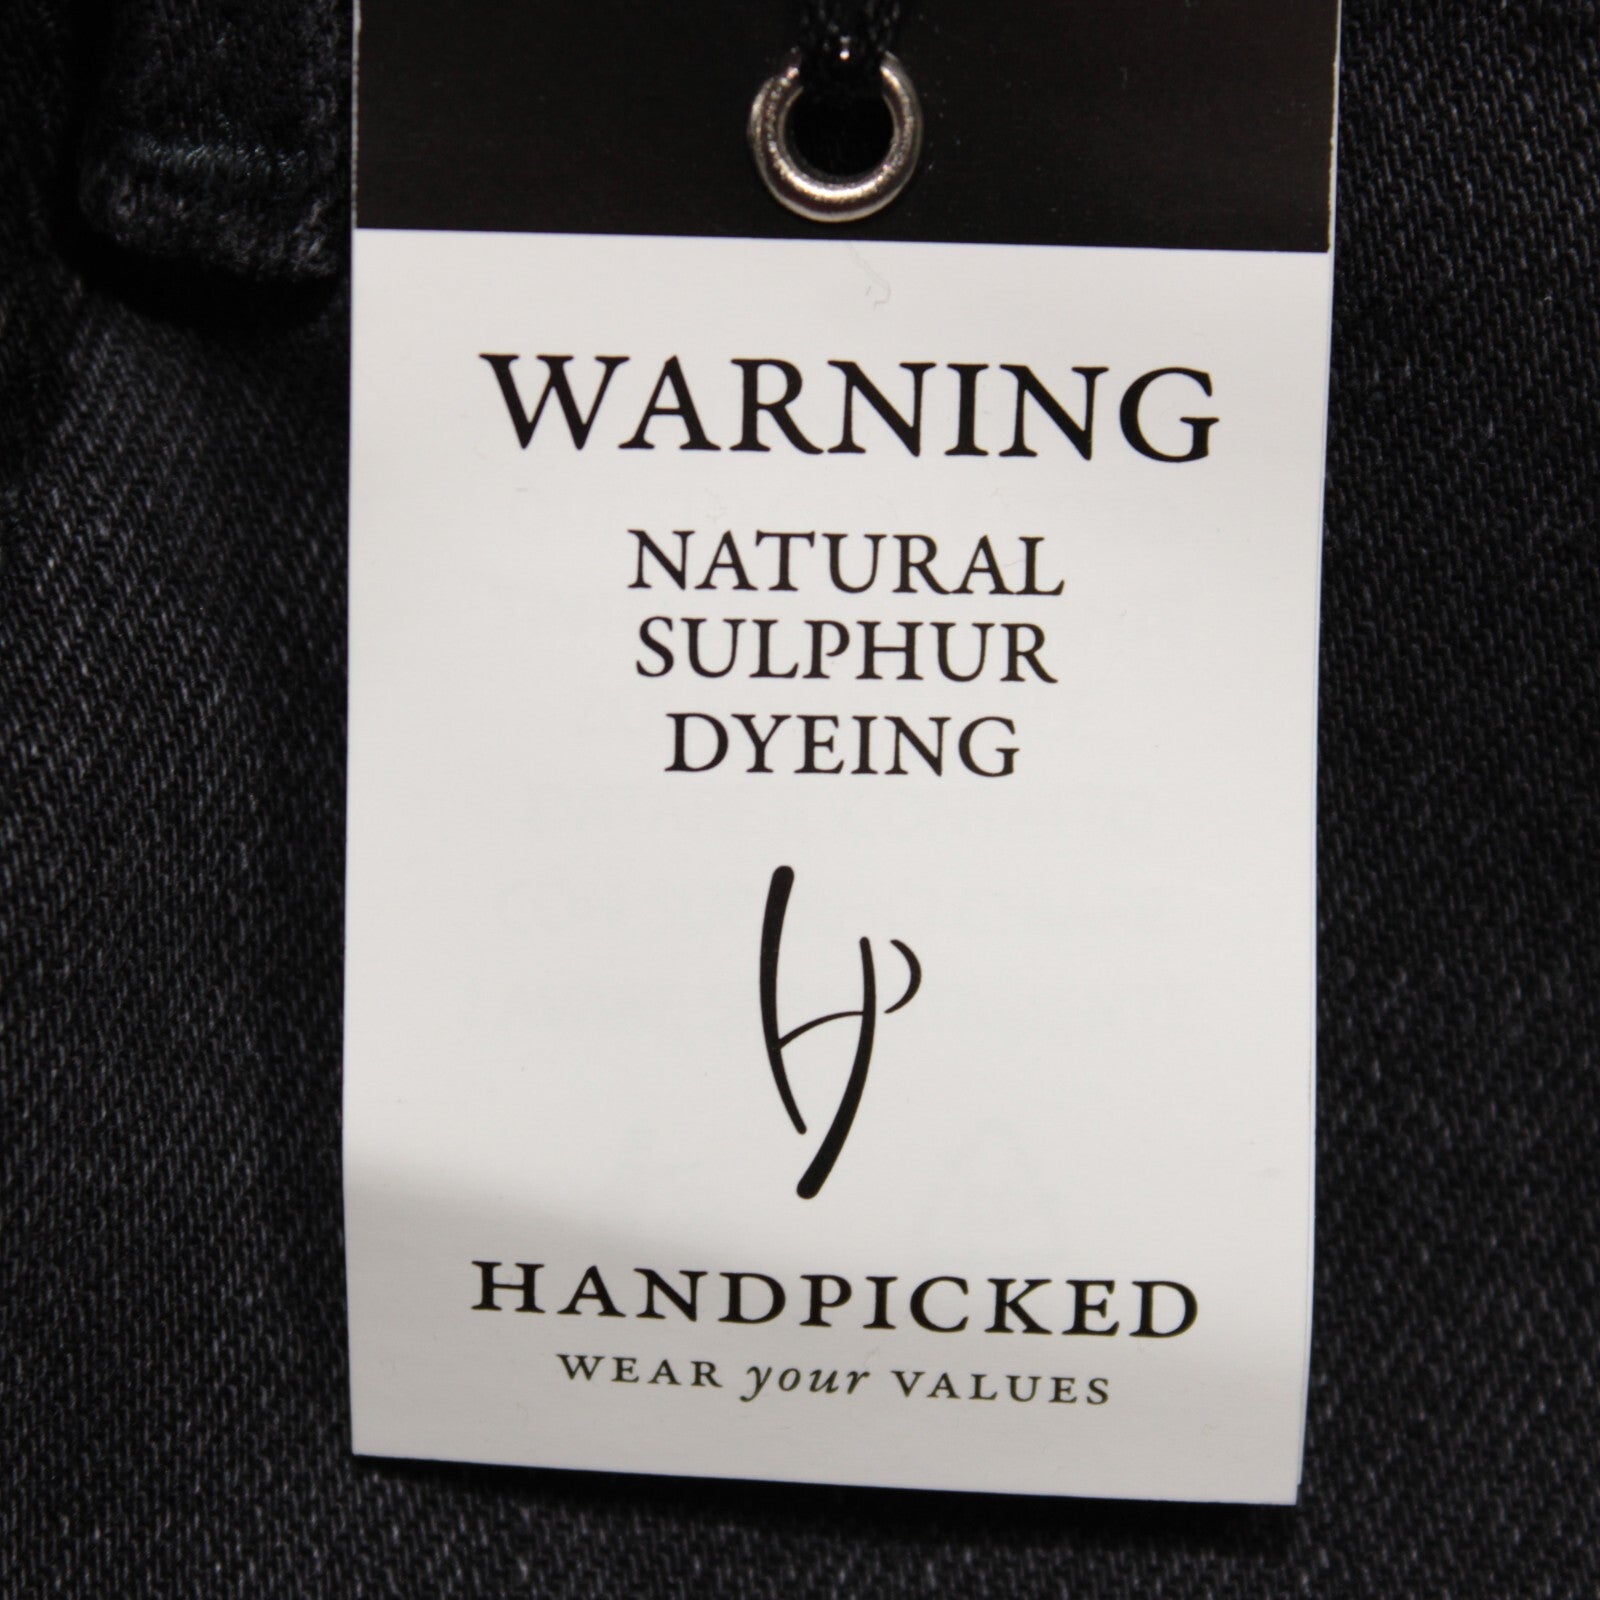 WARNING
NATURAL
SULPHUR
DYEING
HANDPICKED
WEAR your VALUES